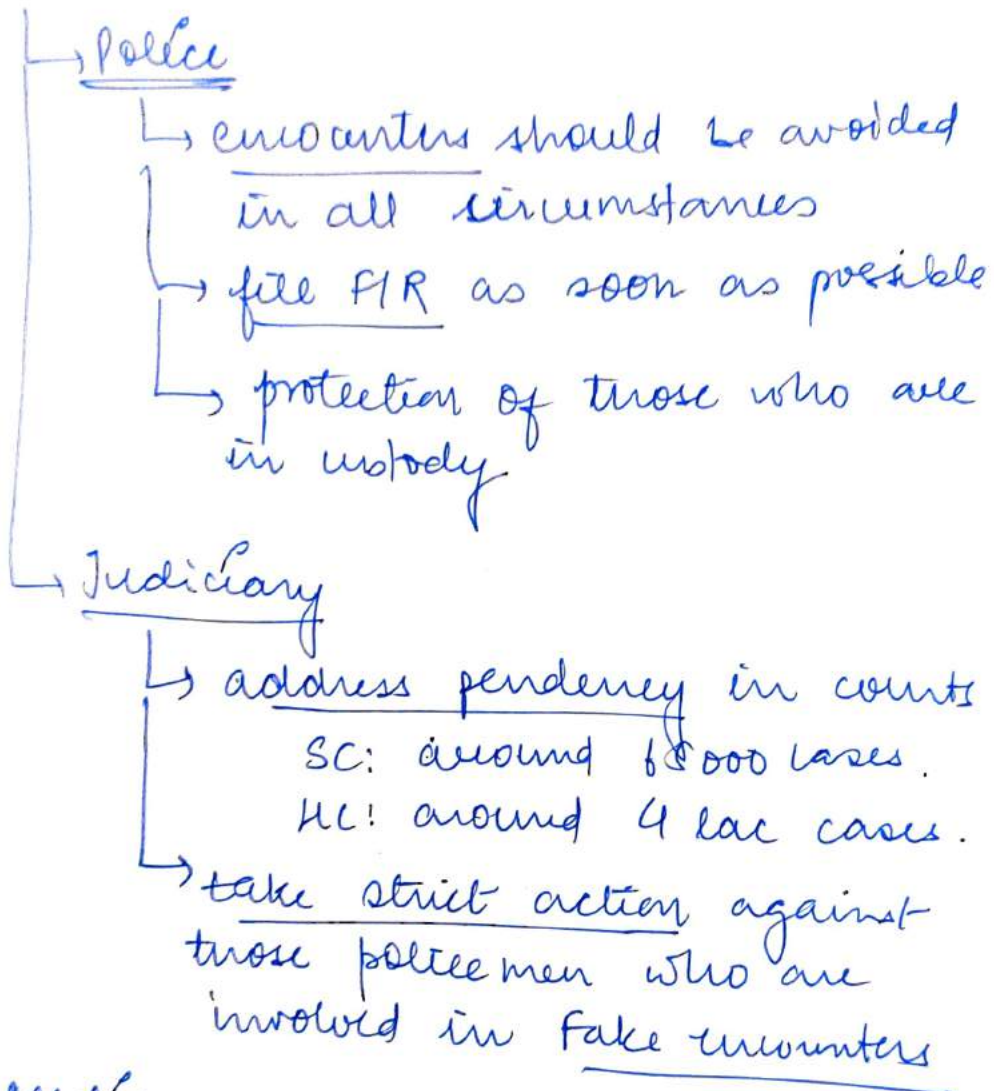 Police
encounters should be avoided
in all circumstances
file FIR as soon as possible
protection of those who are
in custody
Judiciary
address pendency in courts
SC: around 68000 cases.
HC: around 4 lac cases.
take strict action against
those policemen who are
involved in Fake encounters